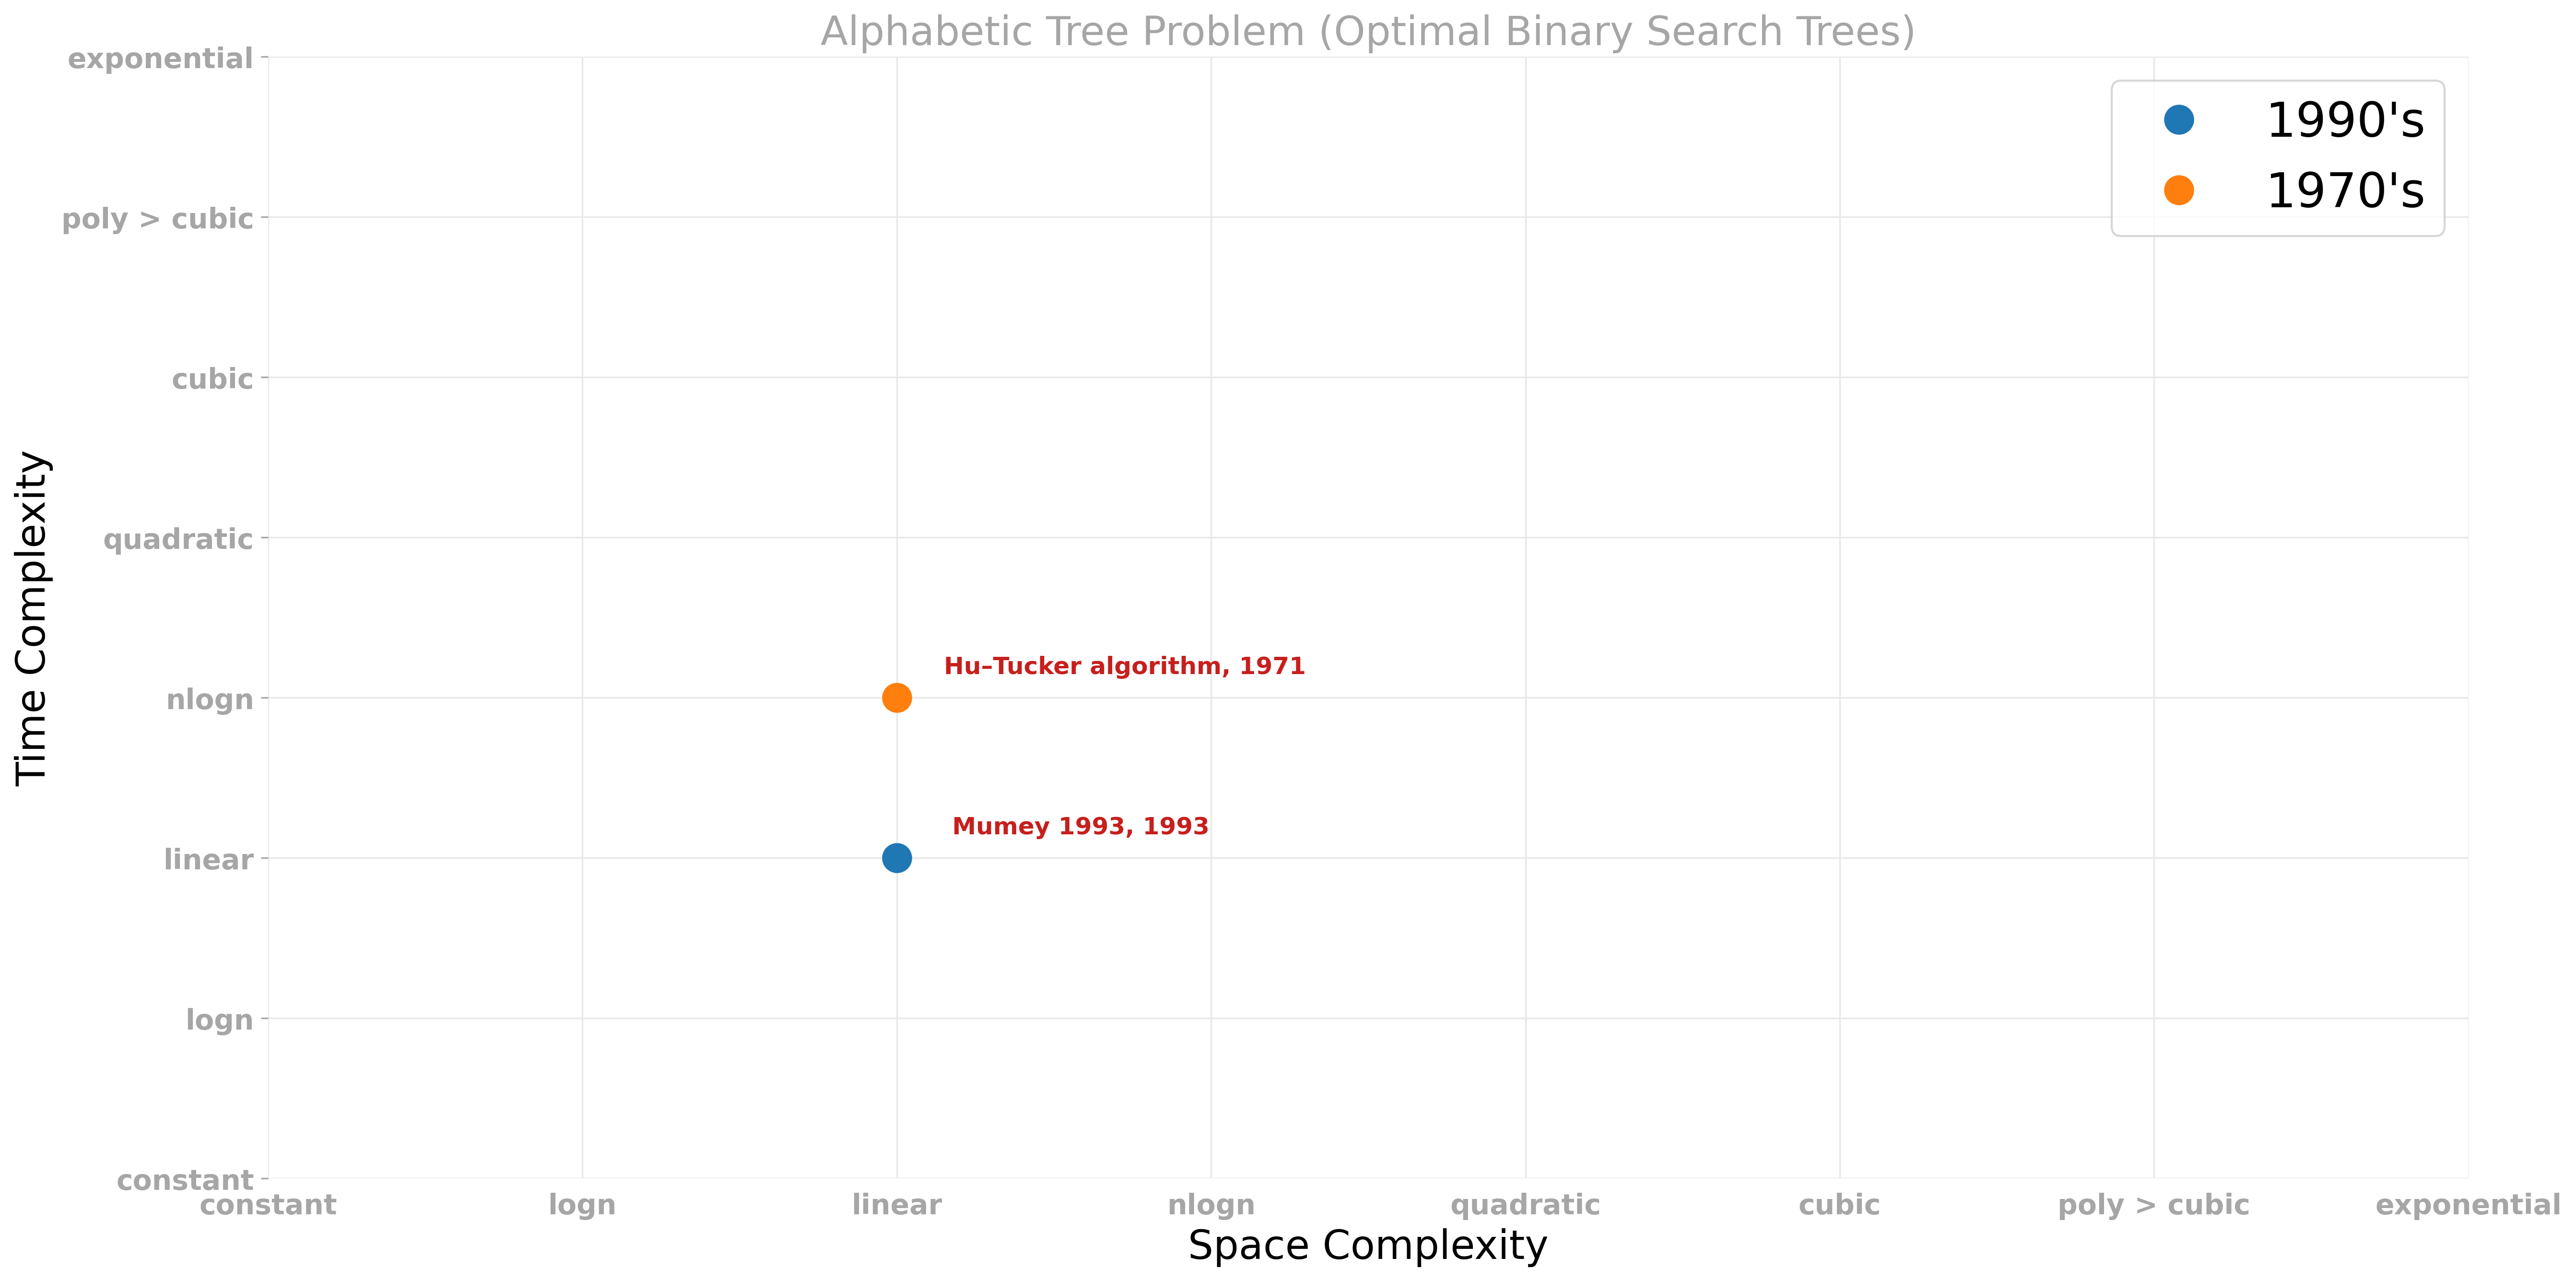 Alphabetic Tree Problem (Optimal Binary Search Trees)
exponential
poly > cubic
cubic
quadratic
nlogn
linear
logn
constant
Time Complexity
1990's
1970's
Hu–Tucker algorithm, 1971
Mumey 1993, 1993
constant
logn
linear
nlogn
quadratic
cubic
poly > cubic
exponential
Space Complexity